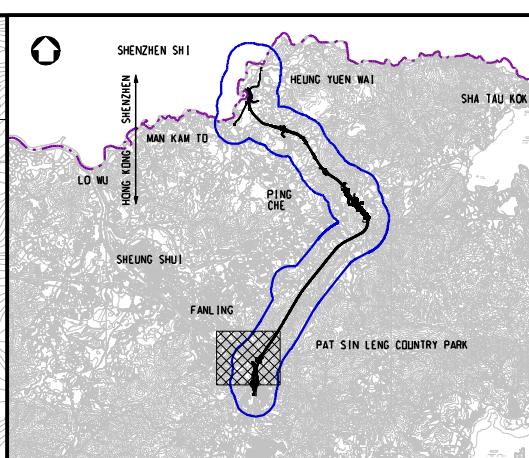 SHENZHEN SHI
HEUNG YUEN WAI
SHA TAU KOK
SHENZHEN
HONG KONG
MAN KAM TO
LO WU
PING
CHE
SHEUNG SHUI
FANLING
PAT SIN LENG COUNTRY PARK